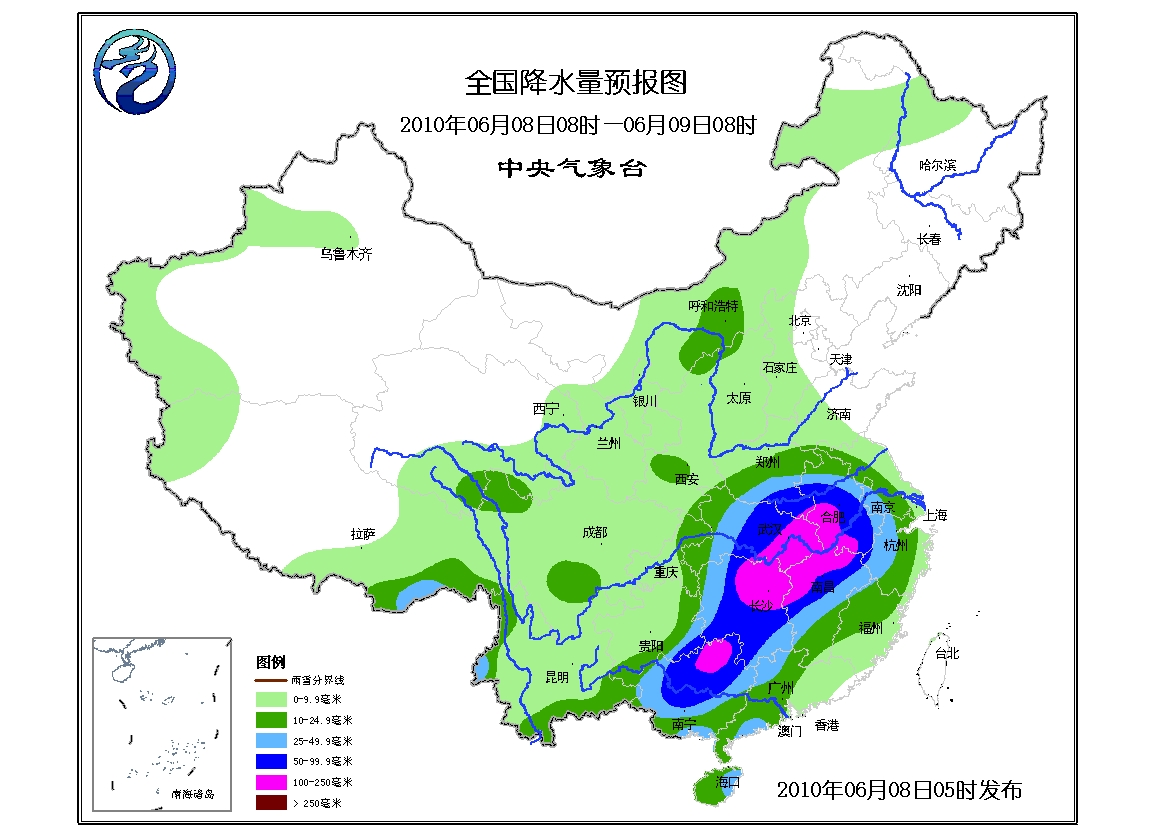 全国降水量预报图
2010年06月08日08时—06月09日08时
中央气象台
哈尔滨
长春
乌鲁木齐
沈阳
呼和浩特
北京
天津
石家庄
银川
太原
西宁
济南
兰州
郑州
西安
南京
上海
合肥
武汉
拉萨
成都
杭州
重庆
南昌
长沙
福州
贵阳
台北
昆明
广州
南宁
香港
澳门
海口
图例
两省分界线
0-9.9毫米
10-24.9毫米
25-49.9毫米
50-99.9毫米
100-250毫米
> 250毫米
南海诸岛
2010年06月08日05时发布